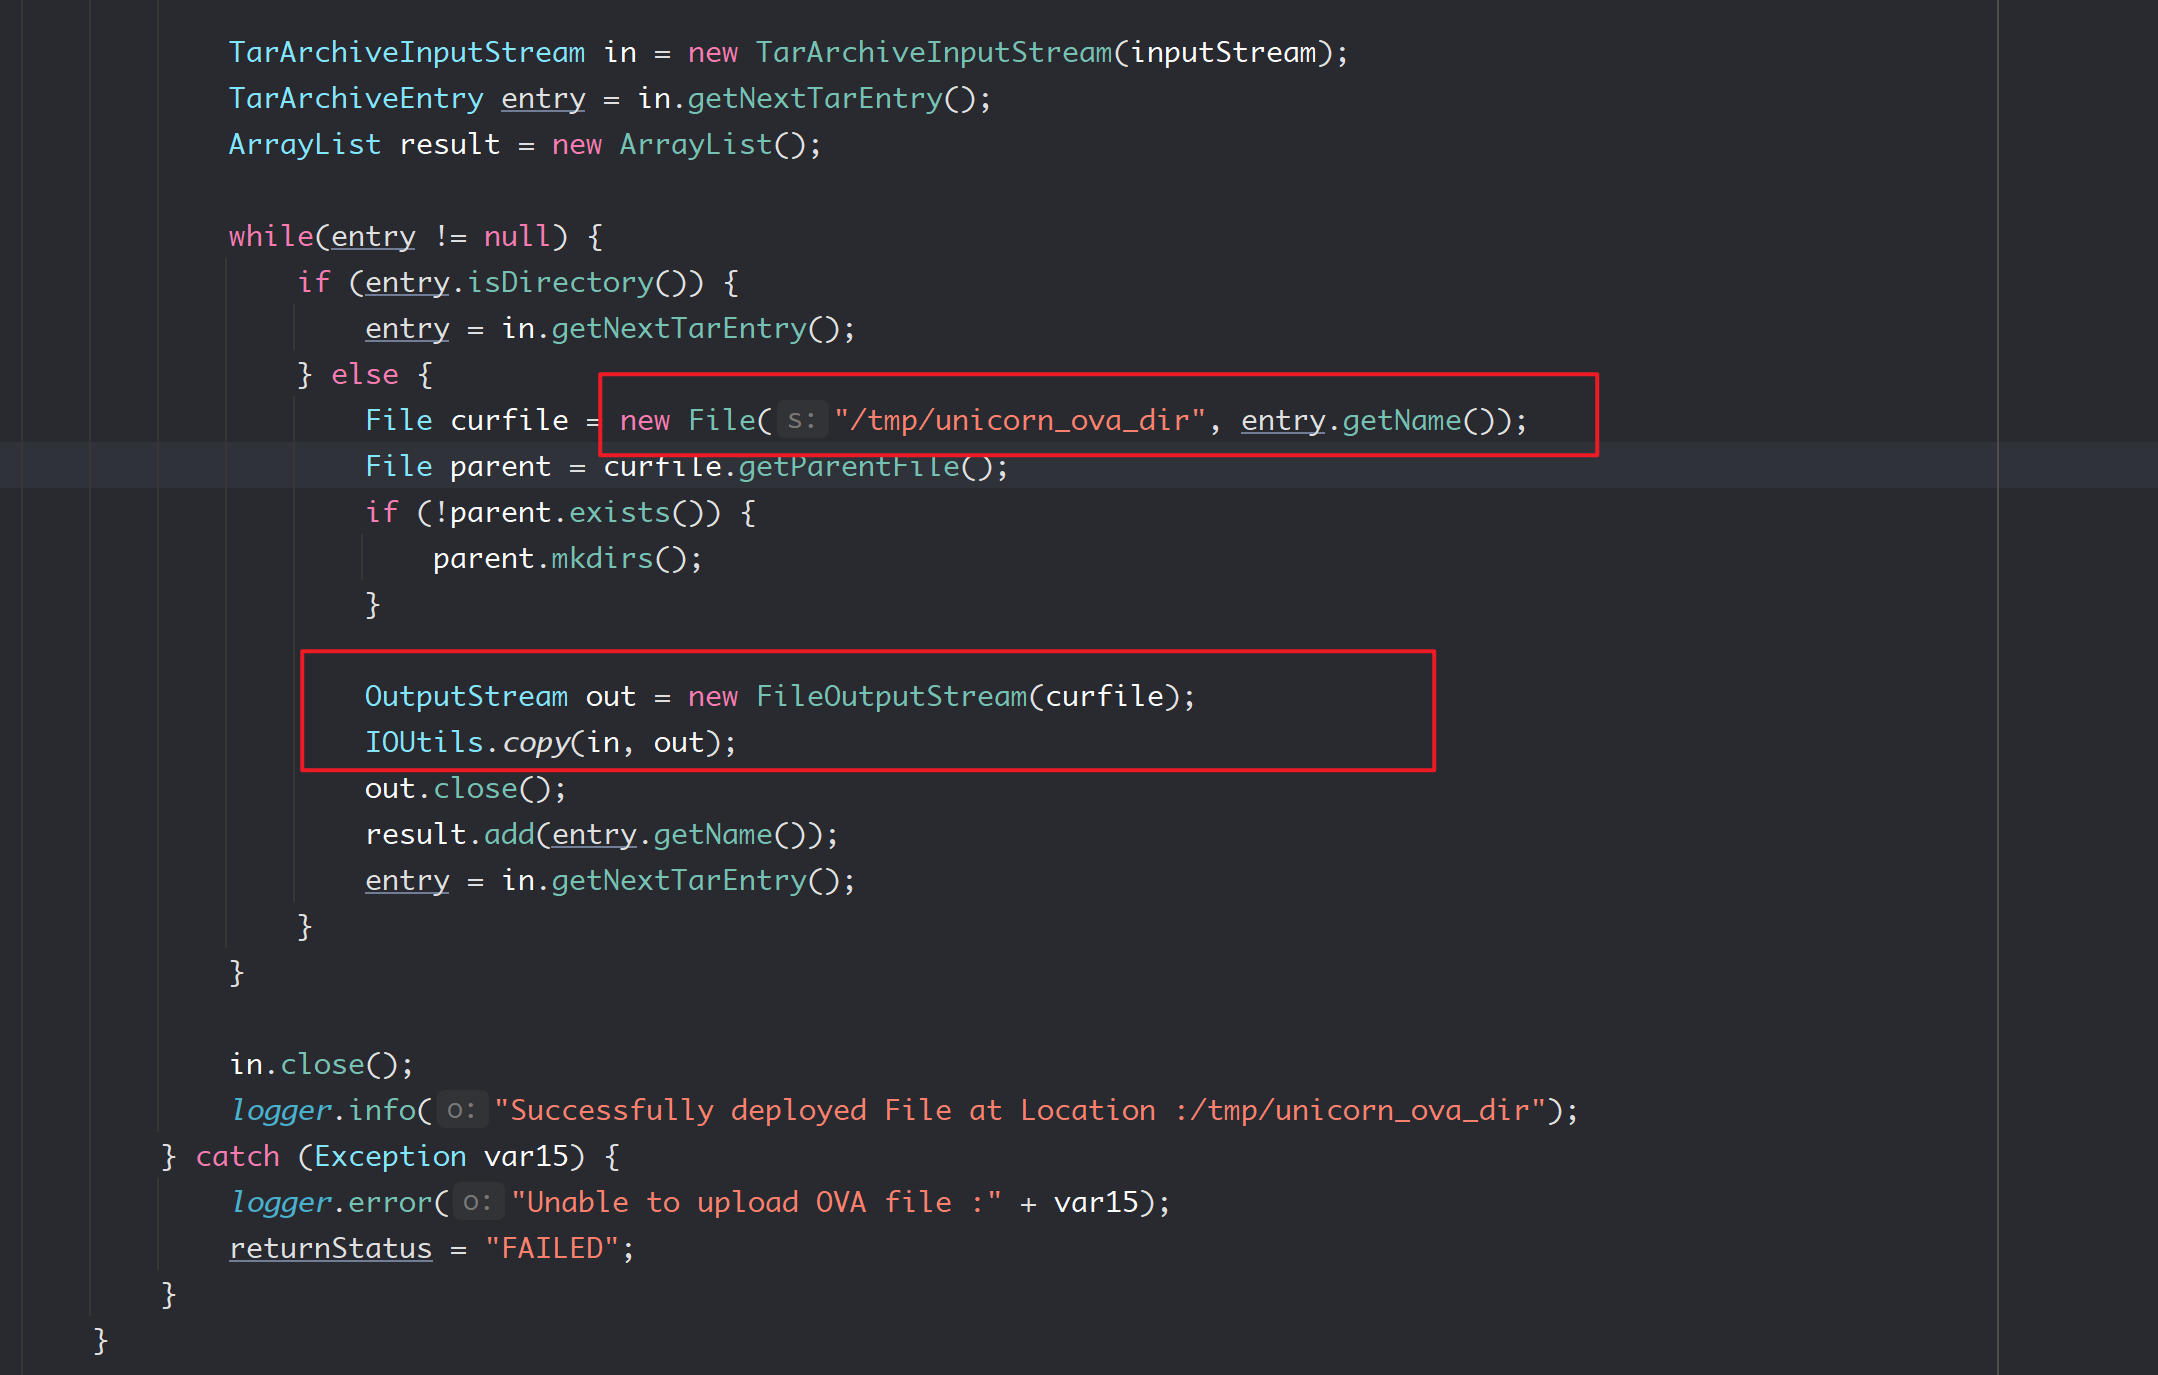 TarArchiveInputStream in = new TarArchiveInputStream(inputStream);
TarArchiveEntry entry = in.getNextTarEntry();
ArrayList result = new ArrayList();
while(entry != null) {
if (entry.isDirectory()) {
entry = in.getNextTarEntry();
} else {
File curfile = new File( s: "/tmp/unicorn_ova_dir", entry.getName());
File parent = curfile.getParentFile();
if (!parent.exists()) {
parent.mkdirs();
}
OutputStream out = new FileOutputStream(curfile);
IOUtils.copy(in, out);
out.close();
result.add(entry.getName());
entry = in.getNextTarEntry();
}
}
in.close();
logger.info( o: "Successfully deployed File at Location :/tmp/unicorn_ova_dir");
} catch (Exception var15) {
logger.error( o: "Unable to upload OVA file :" + var15);
returnStatus = "FAILED";
}
}